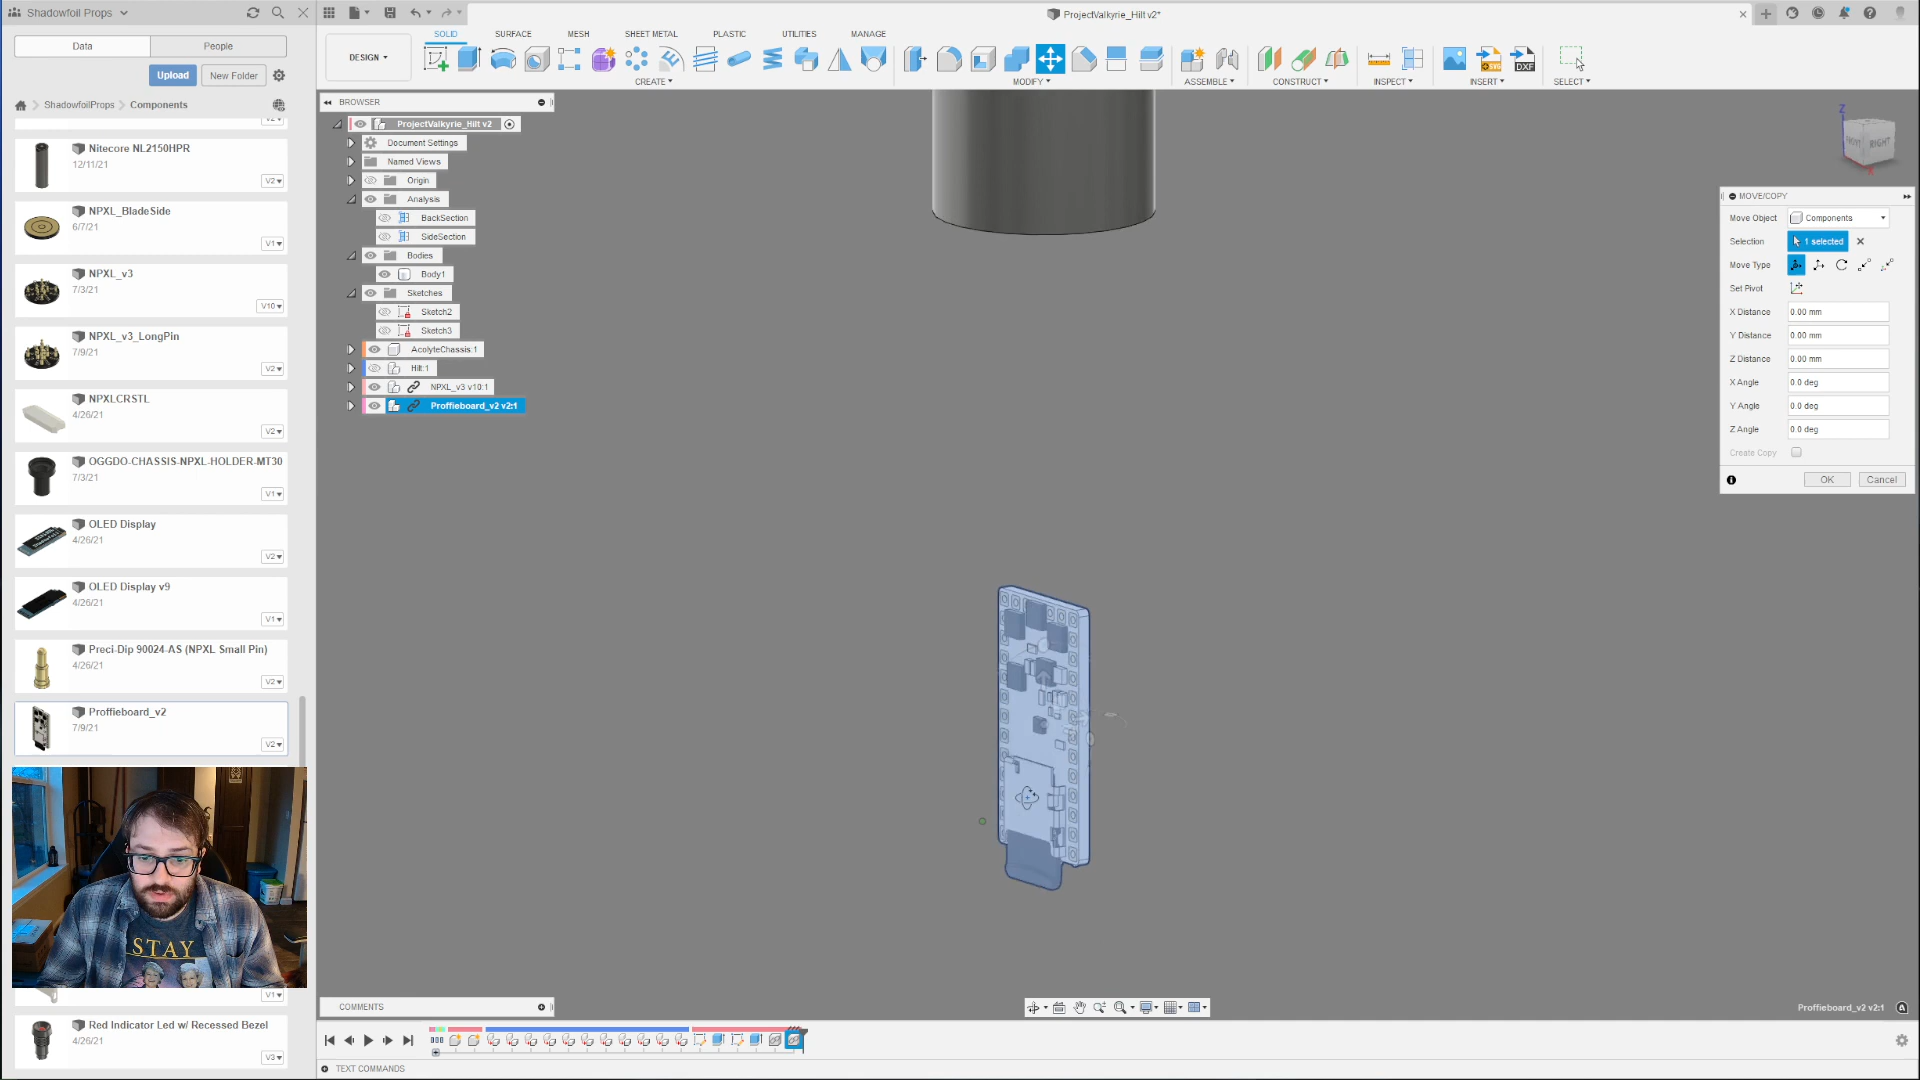 Shadowfoil Props
Data
People
Upload
New Folder
ShadowfoilProps
Components
V2
Nitecore NL2150HPR
12/11/21
V2
NPXL_BladeSide
6/7/21
V1
NPXL_v3
7/3/21
V10
NPXL_v3_LongPin
7/9/21
V2
NPXLCRSTL
4/26/21
V2
OGGDO-CHASSIS-NPXL-HOLDER-MT30
7/3/21
V1
OLED Display
4/26/21
V2
OLED Display v9
4/26/21
V1
Preci-Dip 90024-AS (NPXL Small Pin)
4/26/21
V2
Proffieboard_v2
7/9/21
V2
STAY
V1
Red Indicator Led w/ Recessed Bezel
4/26/21
V3
ProjectValkyrie_Hilt v2*
DESIGN
SOLID
SURFACE
MESH
SHEET METAL
PLASTIC
UTILITIES
MANAGE
CREATE
MODIFY
ASSEMBLE
CONSTRUCT
INSPECT
INSERT
SELECT
DXF
BROWSER
ProjectValkyrie_Hilt v2
Document Settings
Named Views
Origin
Analysis
BackSection
SideSection
Bodies
Body1
Sketches
Sketch2
Sketch3
AcolyteChassis:1
Hilt:1
NPXL_v3 v10:1
Proffieboard_v2 v2:1
Z
FRONT
RIGHT
X
MOVE/COPY
Move Object
Components
Selection
1 selected
Move Type
Set Pivot
X Distance
0.00 mm
Y Distance
0.00 mm
Z Distance
0.00 mm
X Angle
0.0 deg
Y Angle
0.0 deg
Z Angle
0.0 deg
Create Copy
OK
Cancel
COMMENTS
Proffieboard_v2 v2:1
TEXT COMMANDS